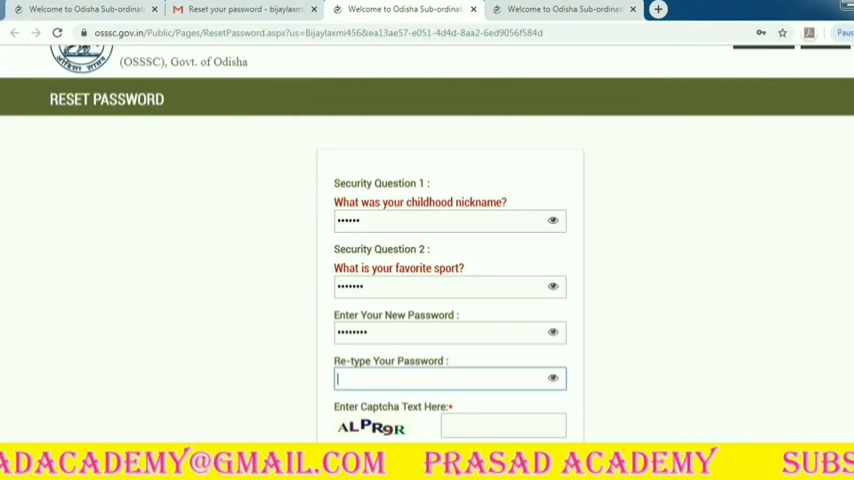 Welcome to Odisha Sub-ordinat
Reset your password - bijaylaxmi
Welcome to Odisha Sub-ordinat
Welcome to Odisha Sub-ordinat
osssc.gov.in/Public/Pages/ResetPassword.aspx?us=Bijaylaxmi456&ea13ae57-e051-4d4d-8aa2-6ed9056f584d
Paus
(OSSSC), Govt. of Odisha
RESET PASSWORD
Security Question 1 :
What was your childhood nickname?
Security Question 2 :
What is your favorite sport?
Enter Your New Password :
Re-type Your Password :
Enter Captcha Text Here:*
ALPR9R
ADACADEMY@GMAIL.COM PRASAD ACADEMY SUBS